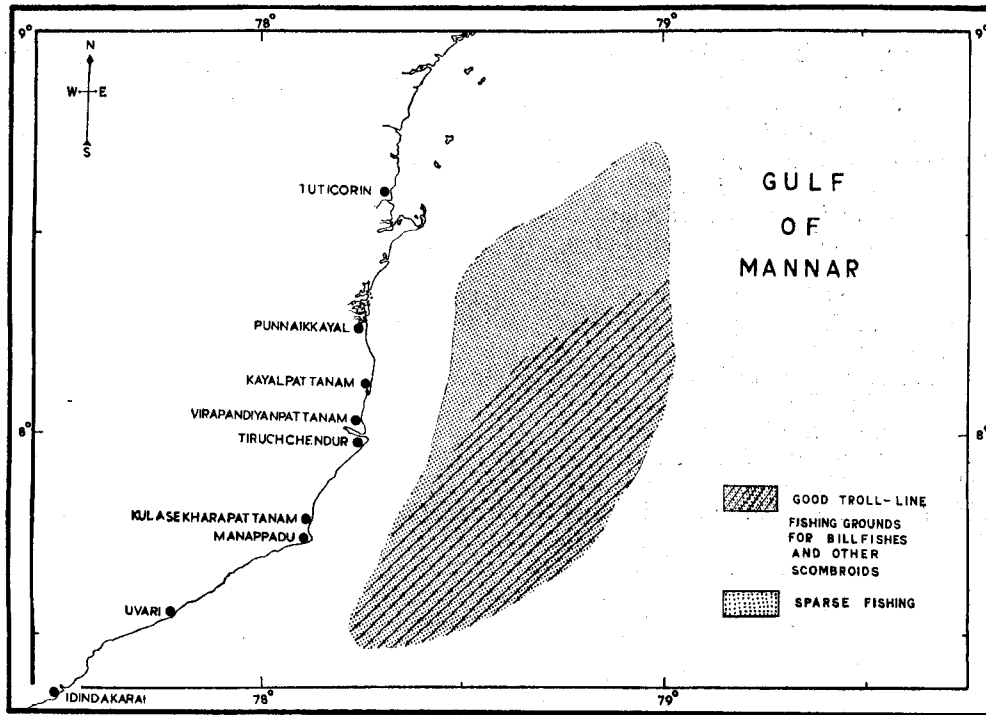 78°
79°
9°
9°
N
W E
S
TUTICORIN
GULF
OF
MANNAR
PUNNAIKKAYAL
KAYALPATTANAM
VIRAPANDIYANPATTANAM
8°
TIRUCHCHENDUR
8°
KULASEKHARAPATTANAM
MANAPPADU
GOOD TROLL-LINE
FISHING GROUNDS
FOR BILLFISHES
AND OTHER
SCOMBROIDS
SPARSE FISHING
UVARI
IDINDAKARAI
78°
79°